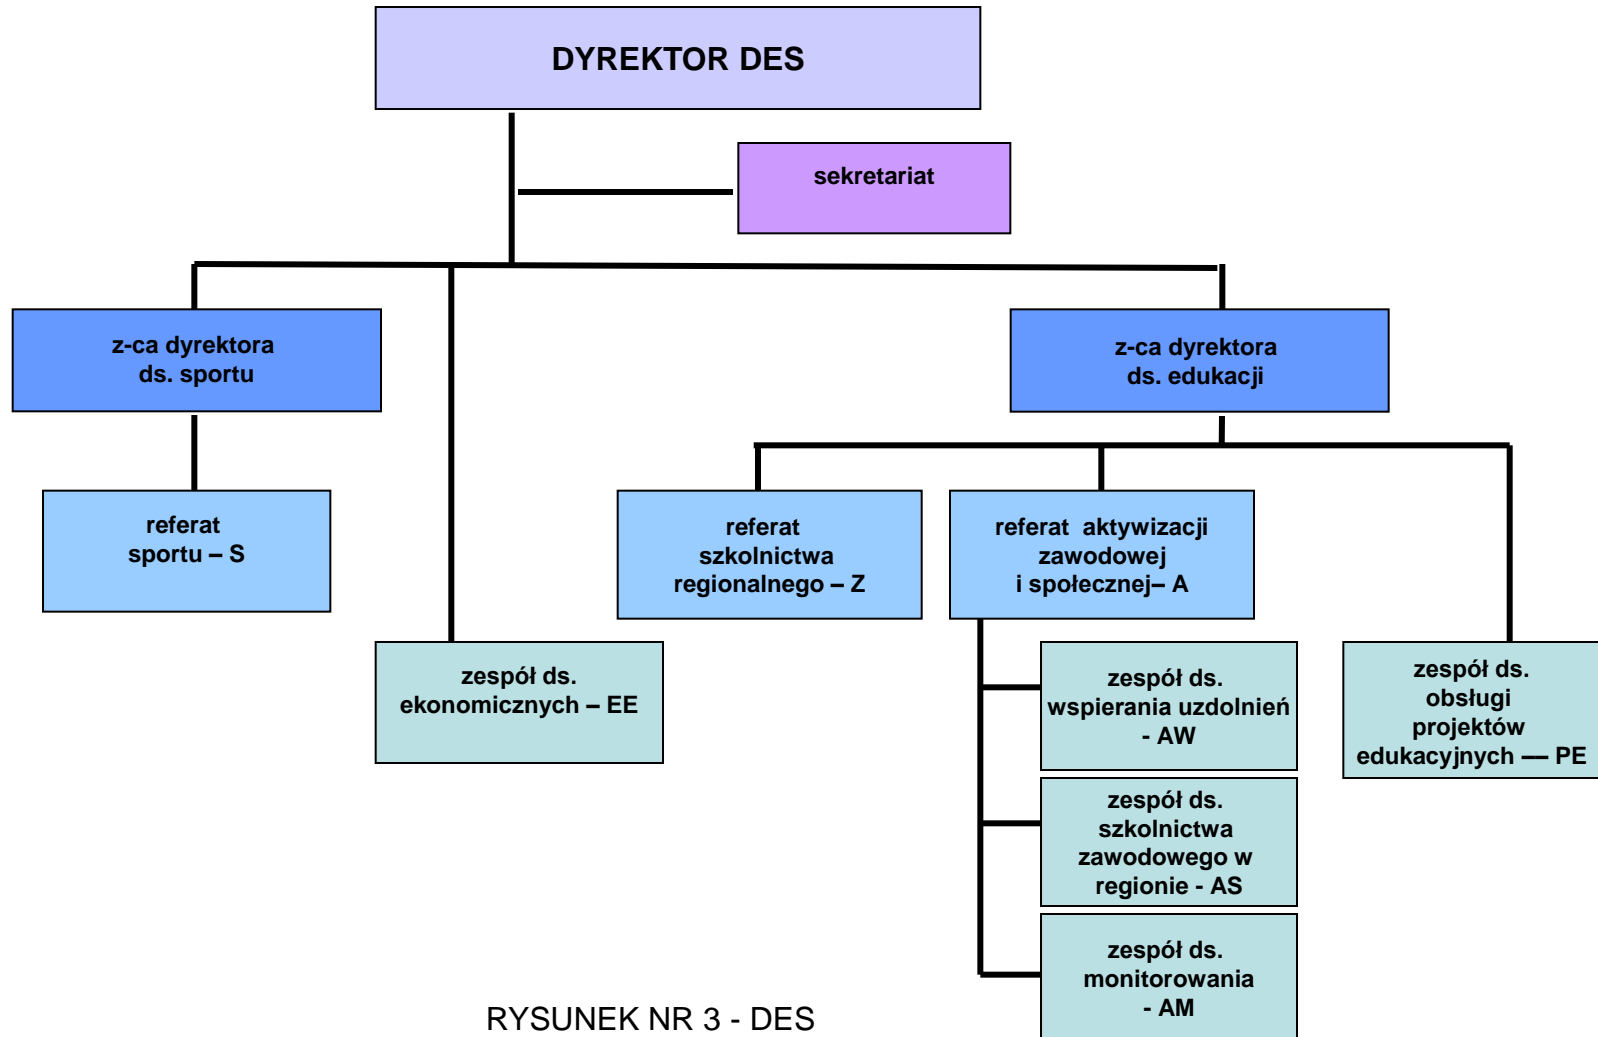 DYREKTOR DES
sekretariat
z-ca dyrektora
ds. sportu
z-ca dyrektora
ds. edukacji
referat
sportu – S
referat
szkolnictwa
regionalnego – Z
referat aktywizacji
zawodowej
i społecznej– A
zespół ds.
ekonomicznych – EE
zespół ds.
wspierania uzdolnień
- AW
zespół ds.
obsługi
projektów
edukacyjnych –– PE
zespół ds.
szkolnictwa
zawodowego w
regionie - AS
zespół ds.
monitorowania
- AM
RYSUNEK NR 3 - DES